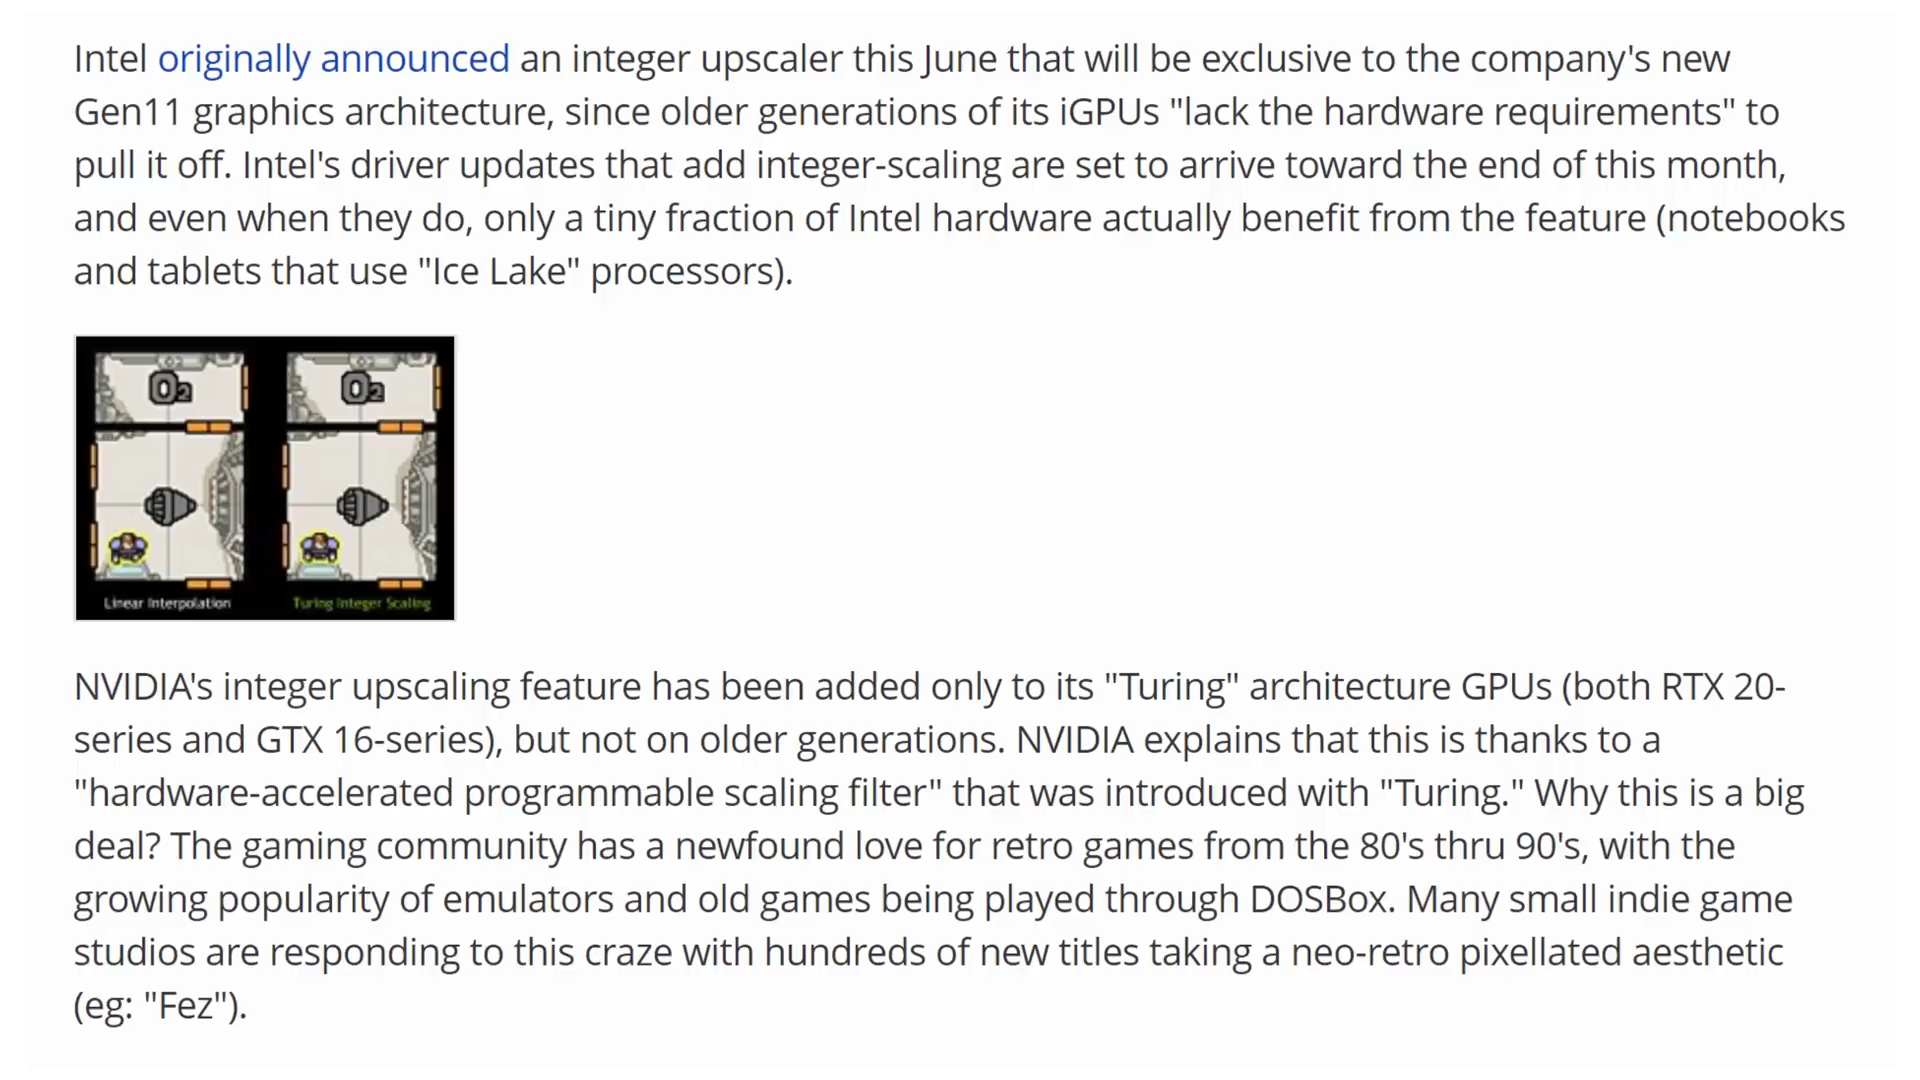 Intel originally announced an integer upscaler this June that will be exclusive to the company's new
Gen11 graphics architecture, since older generations of its iGPUs "lack the hardware requirements" to
pull it off. Intel's driver updates that add integer-scaling are set to arrive toward the end of this month,
and even when they do, only a tiny fraction of Intel hardware actually benefit from the feature (notebooks
and tablets that use "Ice Lake" processors).
O2 O2
Linear Interpolation Turing Integer Scaling
NVIDIA's integer upscaling feature has been added only to its "Turing" architecture GPUs (both RTX 20-
series and GTX 16-series), but not on older generations. NVIDIA explains that this is thanks to a
"hardware-accelerated programmable scaling filter" that was introduced with "Turing." Why this is a big
deal? The gaming community has a newfound love for retro games from the 80's thru 90's, with the
growing popularity of emulators and old games being played through DOSBox. Many small indie game
studios are responding to this craze with hundreds of new titles taking a neo-retro pixellated aesthetic
(eg: "Fez").